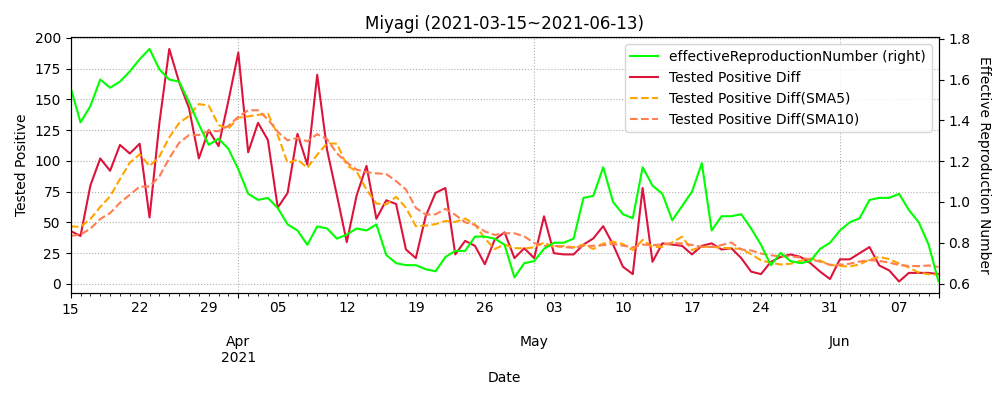 Miyagi (2021-03-15~2021-06-13)
effectiveReproductionNumber (right)
Tested Positive Diff
Tested Positive Diff(SMA5)
Tested Positive Diff(SMA10)
Tested Positive
200
175
150
125
100
75
50
25
0
1.8
1.6
1.4
1.2
1.0
0.8
0.6
Effective Reproduction Number
15 22 29 05 12 19 26 03 10 17 24 31 07
Apr May Jun
2021
Date